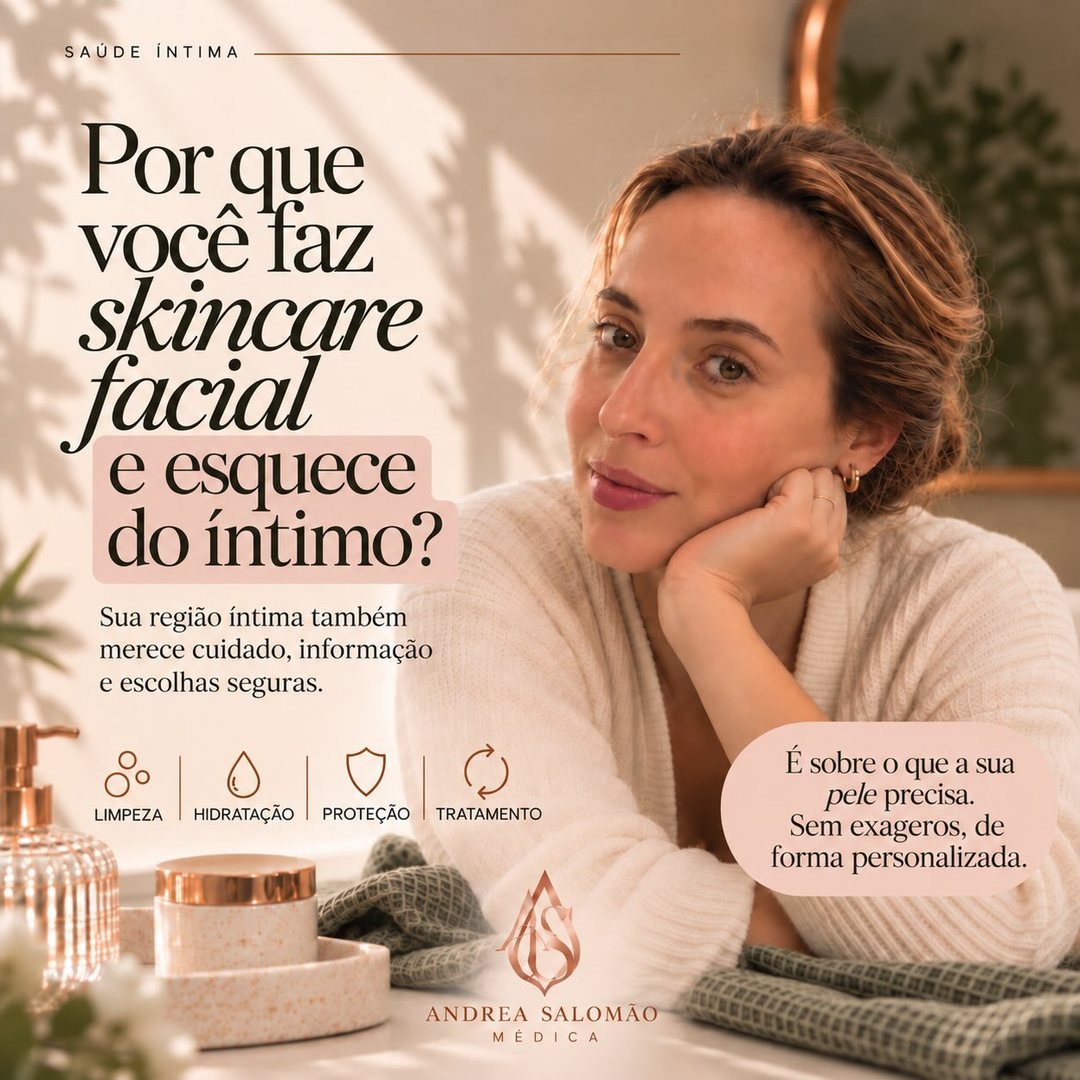 SAÚDE ÍNTIMA
Por que
você faz
skincare
facial
e esquece
do íntimo?
Sua região íntima também
merece cuidado, informação
e escolhas seguras.
LIMPEZA
HIDRATAÇÃO
PROTEÇÃO
TRATAMENTO
É sobre o que a sua
pele precisa.
Sem exageros, de
forma personalizada.
AS
ANDREA SALOMÃO
MÉDICA